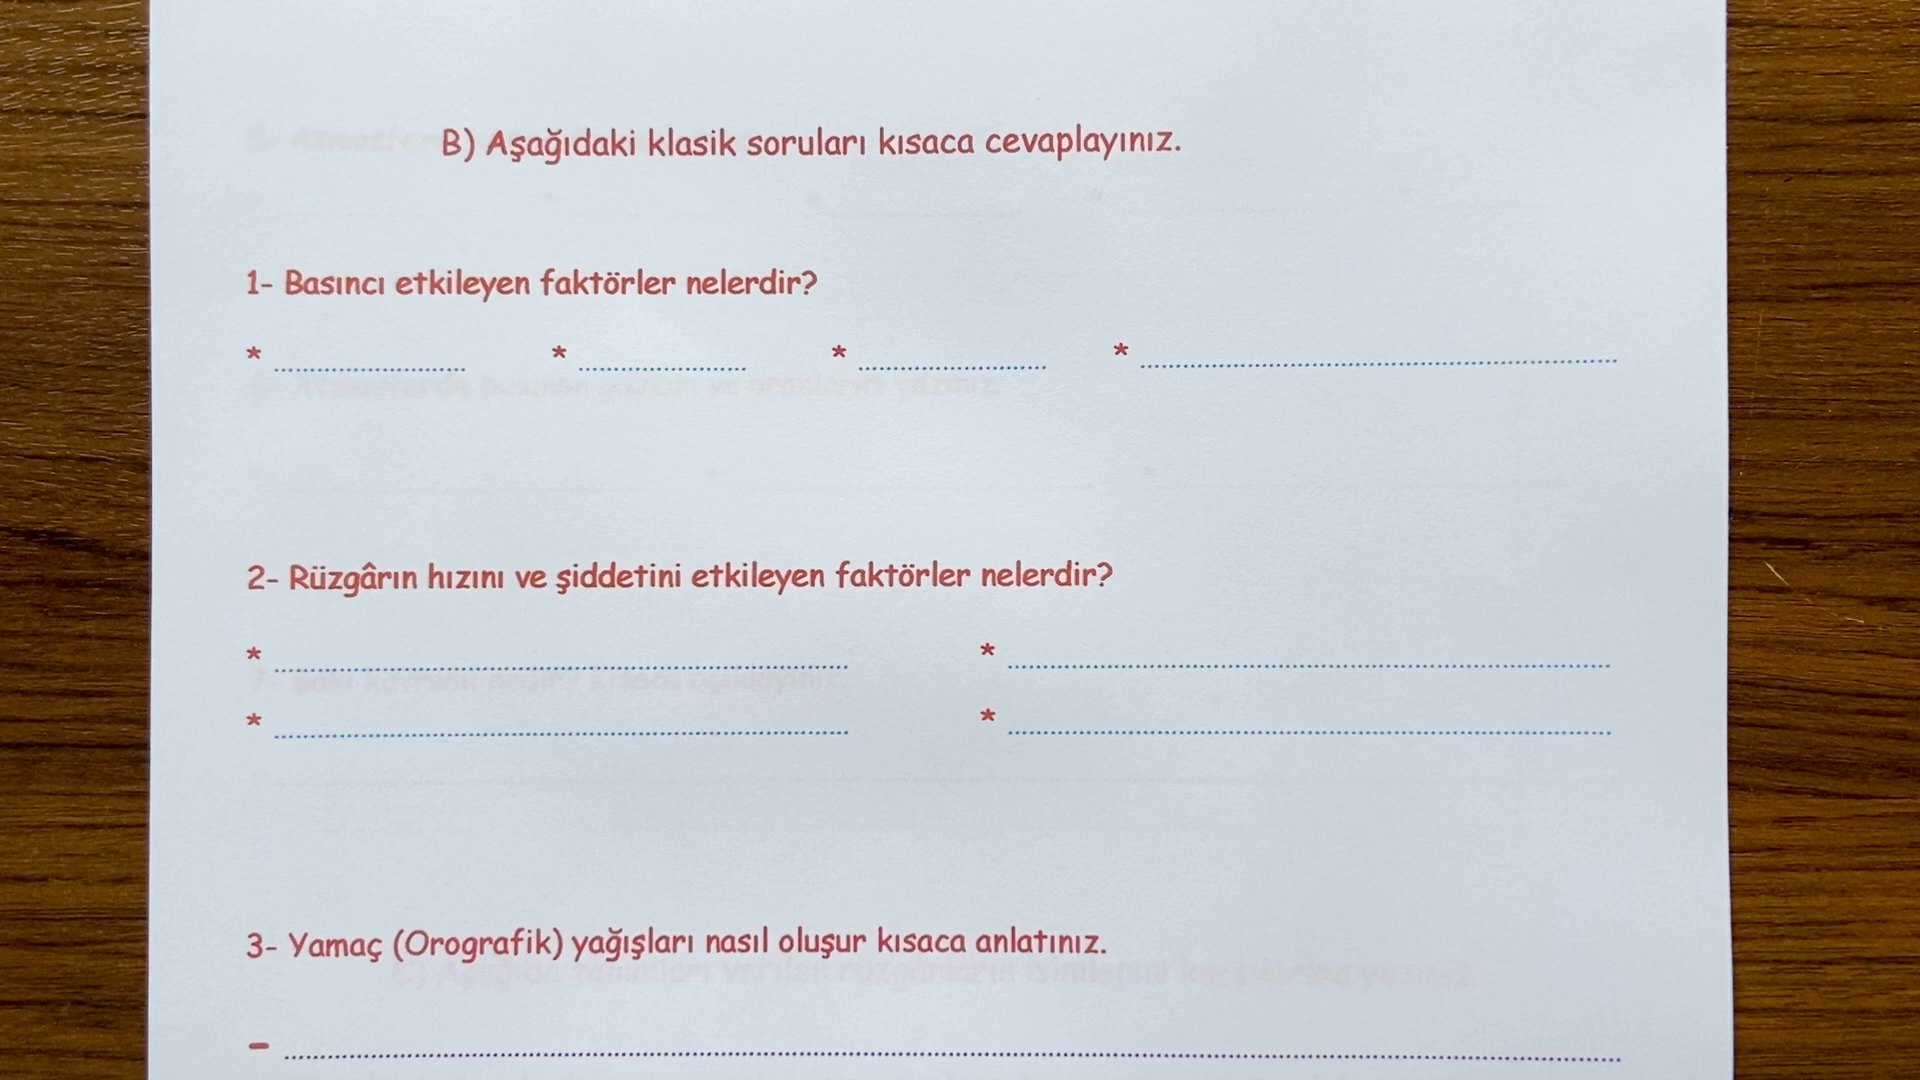 B) Aşağıdaki klasik soruları kısaca cevaplayınız.
1- Basıncı etkileyen faktörler nelerdir?
* .................... * .................... * .................... * ........................................
2- Rüzgârın hızını ve şiddetini etkileyen faktörler nelerdir?
* ........................................ * ........................................
* ........................................ * ........................................
3- Yamaç (Orografik) yağışları nasıl oluşur kısaca anlatınız.
- ................................................................................